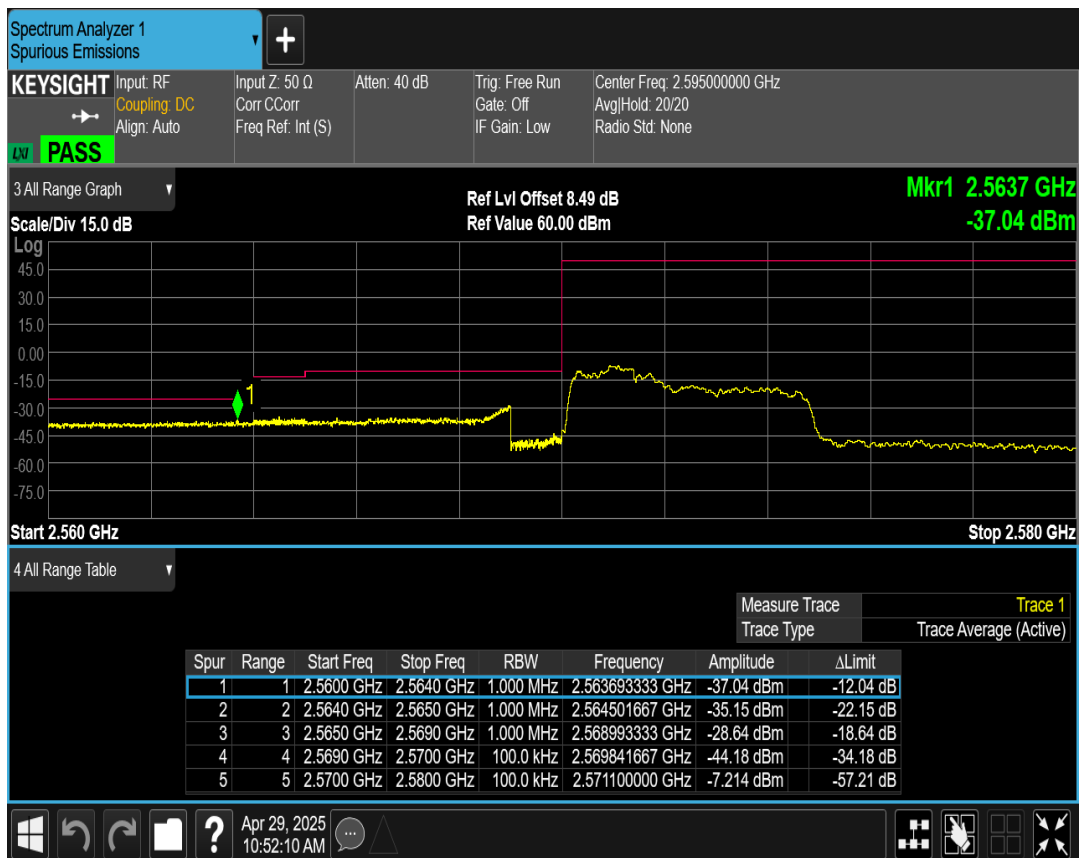 Spectrum Analyzer 1
Spurious Emissions
+
KEYSIGHT
Input: RF
Coupling: DC
Align: Auto
Input Z: 50 Ω
Corr CCorr
Freq Ref: Int (S)
Atten: 40 dB
Trig: Free Run
Gate: Off
IF Gain: Low
Center Freq: 2.595000000 GHz
Avg|Hold: 20/20
Radio Std: None
LXI PASS
3 All Range Graph
Ref Lvl Offset 8.49 dB
Mkr1 2.5637 GHz
Scale/Div 15.0 dB
Ref Value 60.00 dBm
-37.04 dBm
Log
45.0
30.0
15.0
0.00
-15.0
1
-30.0
-45.0
-60.0
-75.0
Start 2.560 GHz
Stop 2.580 GHz
4 All Range Table
Measure Trace Trace 1
Trace Type Trace Average (Active)
Spur Range Start Freq Stop Freq RBW Frequency Amplitude ΔLimit
1 1 2.5600 GHz 2.5640 GHz 1.000 MHz 2.563693333 GHz -37.04 dBm -12.04 dB
2 2 2.5640 GHz 2.5650 GHz 1.000 MHz 2.564501667 GHz -35.15 dBm -22.15 dB
3 3 2.5650 GHz 2.5690 GHz 1.000 MHz 2.568993333 GHz -28.64 dBm -18.64 dB
4 4 2.5690 GHz 2.5700 GHz 100.0 kHz 2.569841667 GHz -44.18 dBm -34.18 dB
5 5 2.5700 GHz 2.5800 GHz 100.0 kHz 2.571100000 GHz -7.214 dBm -57.21 dB
?
Apr 29, 2025
10:52:10 AM